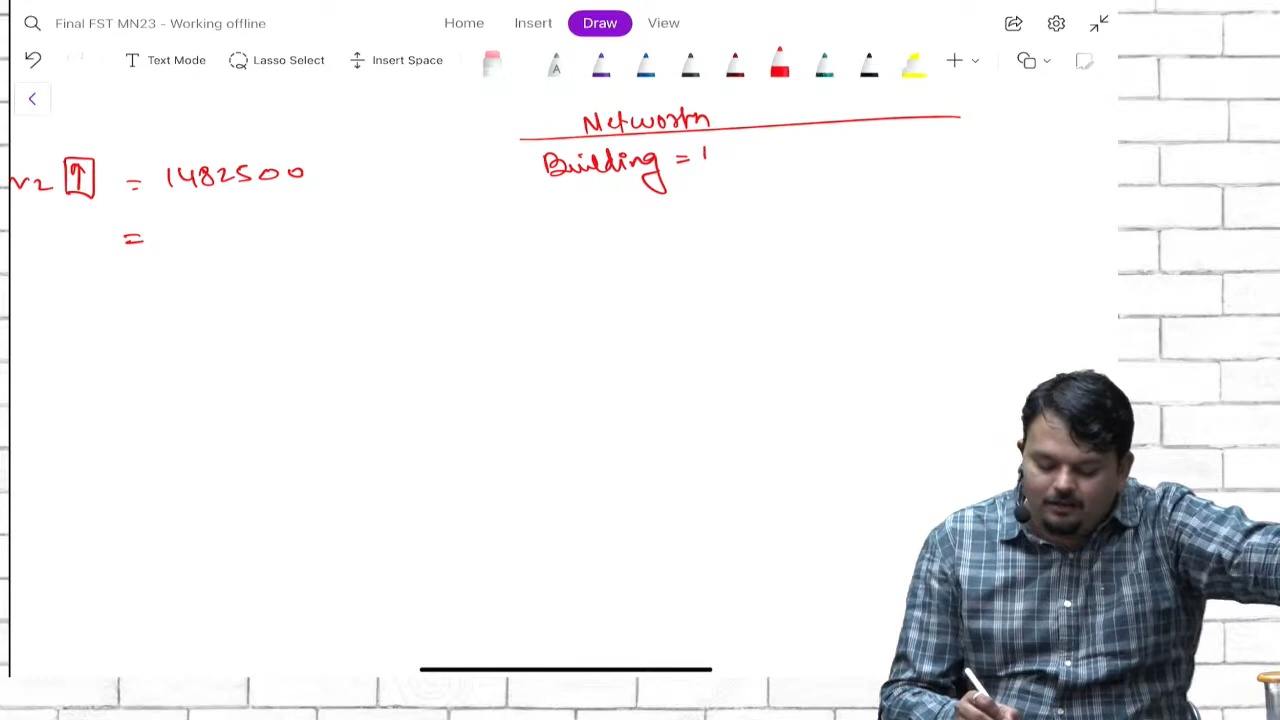 Final FST MN23 - Working offline
Home
Insert
Draw
View
Text Mode
Lasso Select
Insert Space
A
Networth
Building = 1
↑ = 1482500
=